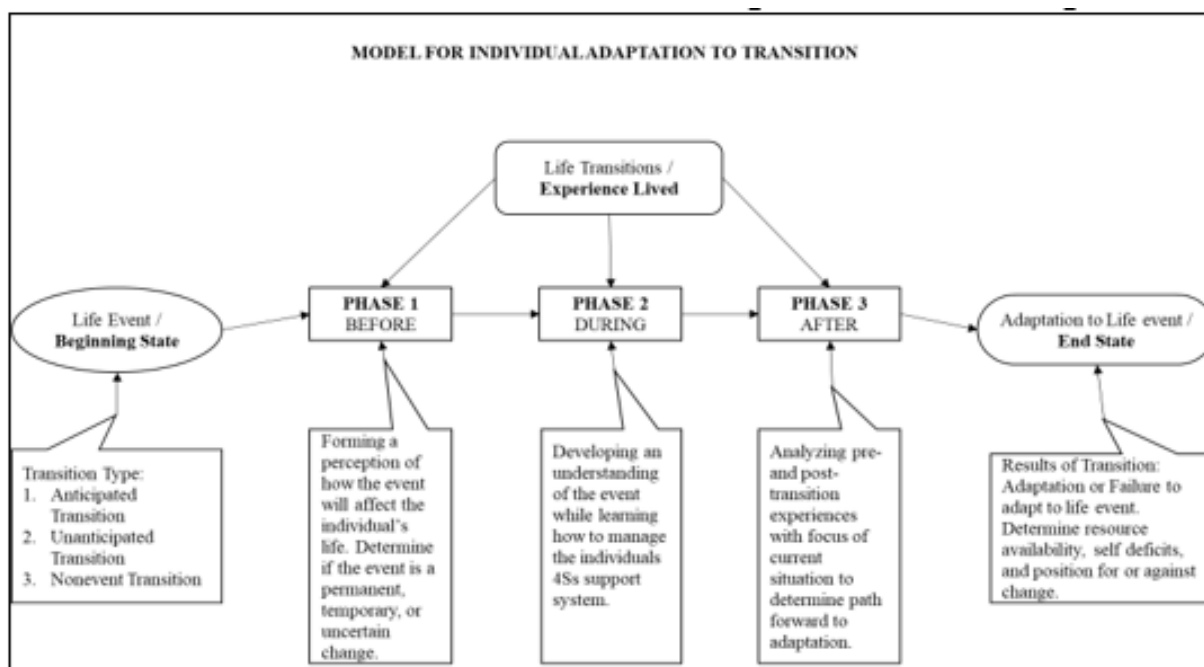 MODEL FOR INDIVIDUAL ADAPTATION TO TRANSITION
Life Transitions /
Experience Lived
Life Event /
Beginning State
PHASE 1
BEFORE
PHASE 2
DURING
PHASE 3
AFTER
Adaptation to Life event /
End State
Transition Type:
1. Anticipated
Transition
2. Unanticipated
Transition
3. Nonevent Transition
Forming a
perception of
how the event
will affect the
individual's
life. Determine
if the event is a
permanent,
temporary, or
uncertain
change.
Developing an
understanding
of the event
while learning
how to manage
the individuals
4Ss support
system.
Analyzing pre-
and post-
transition
experiences
with focus of
current
situation to
determine path
forward to
adaptation.
Results of Transition:
Adaptation or Failure to
adapt to life event.
Determine resource
availability, self deficits,
and position for or against
change.